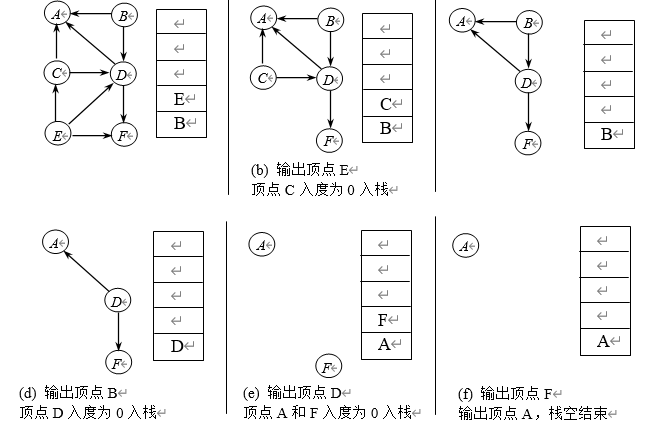 A B
C D
E F
E
B
A B
C D
F
C
B
(b) 输出顶点 E
顶点 C 入度为 0 入栈
A B
D
F
B
A
D
F
D
(d) 输出顶点 B
顶点 D 入度为 0 入栈
A
F
F
A
(e) 输出顶点 D
顶点 A 和 F 入度为 0 入栈
A
A
(f) 输出顶点 F
输出顶点 A，栈空结束